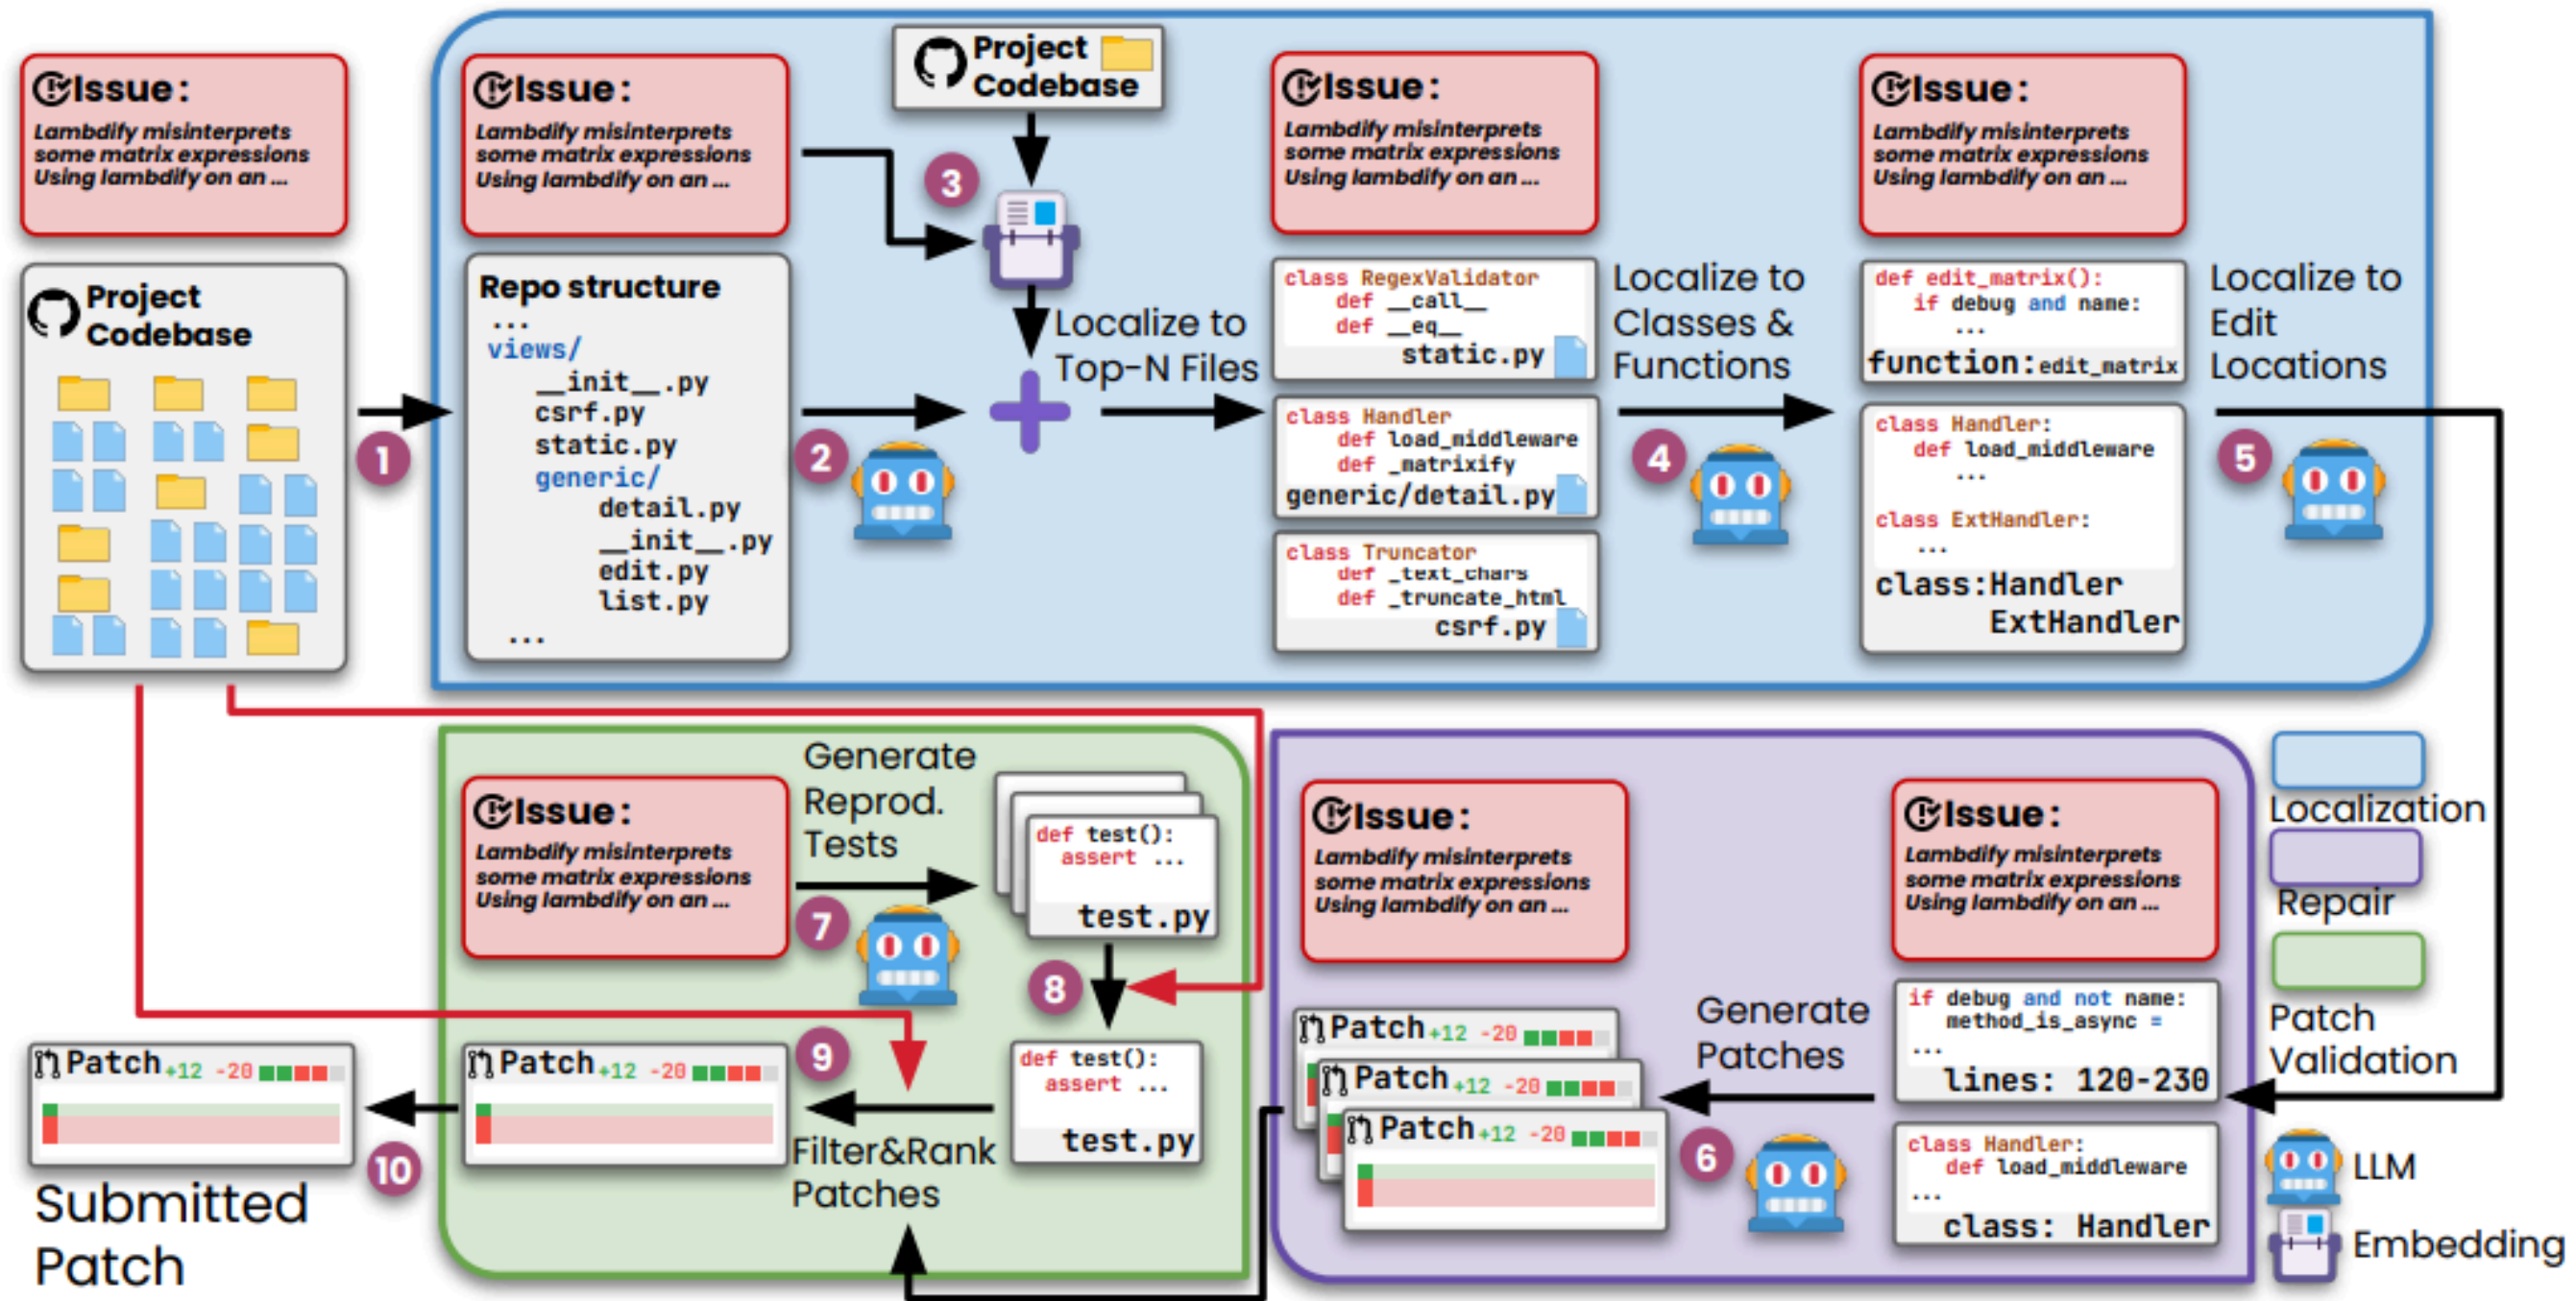 Issue:
Lambdify misinterprets
some matrix expressions
Using lambdify on an ...
Project
Codebase
1
Issue:
Lambdify misinterprets
some matrix expressions
Using lambdify on an ...
Repo structure
...
views/
__init__.py
csrf.py
static.py
generic/
detail.py
__init__.py
edit.py
list.py
...
2
Project
Codebase
3
Localize to
Top-N Files
Issue:
Lambdify misinterprets
some matrix expressions
Using lambdify on an ...
class RegexValidator
def __call__
def __eq__
static.py
class Handler
def load_middleware
def _matrixify
generic/detail.py
class Truncator
def _text_chars
def _truncate_html
csrf.py
Localize to
Classes &
Functions
4
Issue:
Lambdify misinterprets
some matrix expressions
Using lambdify on an ...
def edit_matrix():
if debug and name:
...
function:edit_matrix
class Handler:
def load_middleware
...
class ExtHandler:
...
class:Handler
ExtHandler
Localize to
Edit
Locations
5
Issue:
Lambdify misinterprets
some matrix expressions
Using lambdify on an ...
if debug and not name:
method_is_async =
...
lines: 120-230
class Handler:
def load_middleware
...
class: Handler
Generate
Patches
6
Issue:
Lambdify misinterprets
some matrix expressions
Using lambdify on an ...
Patch +12 -20
Patch +12 -20
Patch +12 -20
Issue:
Lambdify misinterprets
some matrix expressions
Using lambdify on an ...
Generate
Reprod.
Tests
7
def test():
assert ...
test.py
8
def test():
assert ...
test.py
9
Filter&Rank
Patches
Patch +12 -20
10
Patch +12 -20
Submitted
Patch
Localization
Repair
Patch
Validation
LLM
Embedding